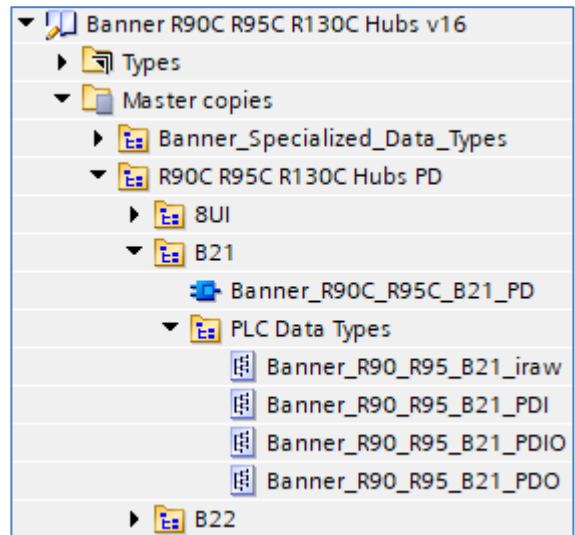 Banner R90C R95C R130C Hubs v16
Types
Master copies
Banner_Specialized_Data_Types
R90C R95C R130C Hubs PD
8UI
B21
Banner_R90C_R95C_B21_PD
PLC Data Types
Banner_R90_R95_B21_iraw
Banner_R90_R95_B21_PDI
Banner_R90_R95_B21_PDIO
Banner_R90_R95_B21_PDO
B22